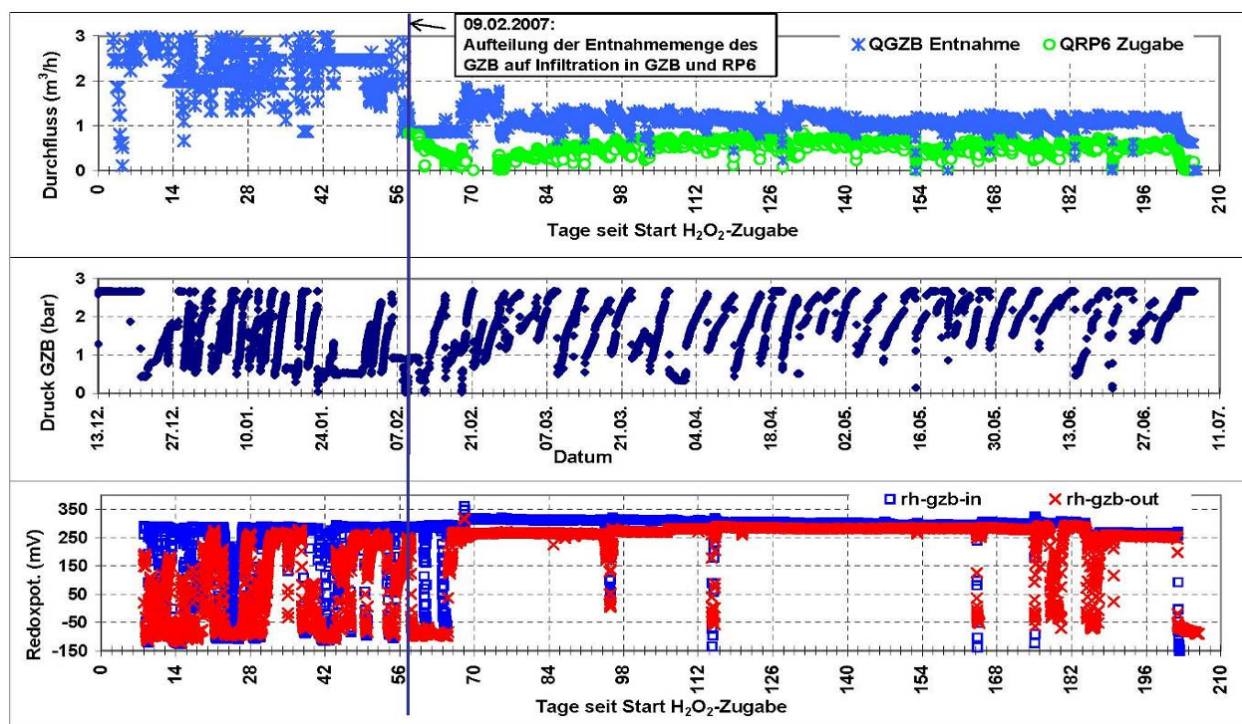 09.02.2007:
Aufteilung der Entnahmemenge des
GZB auf Infiltration in GZB und RP6
QGZB Entnahme QRP6 Zugabe
Durchfluss (m³/h)
3
2
1
0
0 14 28 42 56 70 84 98 112 126 140 154 168 182 196 210
Tage seit Start H₂O₂-Zugabe
Druck GZB (bar)
3
2
1
0
13.12. 27.12. 10.01. 24.01. 07.02. 21.02. 07.03. 21.03. 04.04. 18.04. 02.05. 16.05. 30.05. 13.06. 27.06. 11.07.
Datum
rh-gzb-in rh-gzb-out
Redoxpot. (mV)
350
250
150
50
-50
-150
0 14 28 42 56 70 84 98 112 126 140 154 168 182 196 210
Tage seit Start H₂O₂-Zugabe